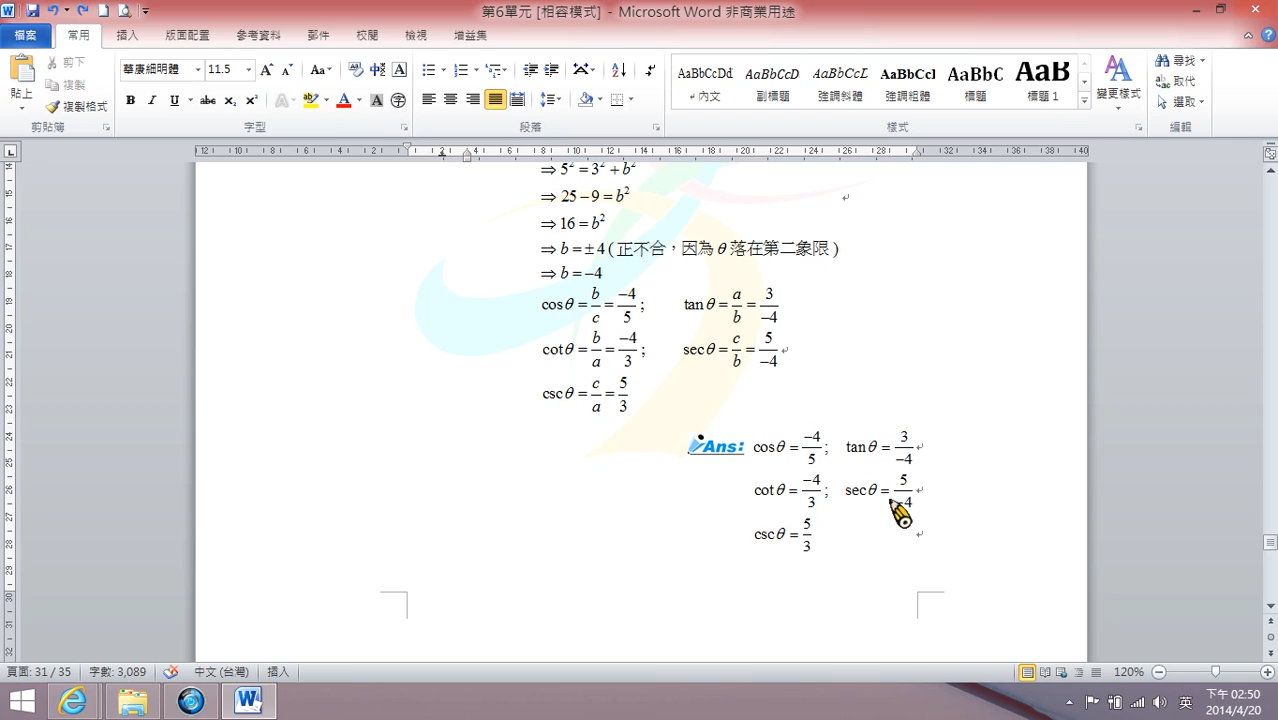 第6單元 [相容模式] - Microsoft Word 非商業用途
檔案 常用 插入 版面配置 參考資料 郵件 校閱 檢視 增益集
貼上 剪下 複製 複製格式
華康細明體 11.5
AaBbCcDd AaBbCcD AaBbCcL AaBbCcl AaBbC AaB
↵內文 副標題 強調斜體 強調粗體 標題 標題 1
變更樣式
尋找 取代 選取
剪貼簿 字型 段落 樣式 編輯
⇒ 5² = 3² + b²
⇒ 25 − 9 = b²
⇒ 16 = b²
⇒ b = ± 4 ( 正不合，因為 θ 落在第二象限 )
⇒ b = −4
cosθ = b/c = −4/5 ; tanθ = a/b = 3/−4
cotθ = b/a = −4/3 ; secθ = c/b = 5/−4
cscθ = c/a = 5/3
Ans: cosθ = −4/5 ; tanθ = 3/−4
cotθ = −4/3 ; secθ = 5/−4
cscθ = 5/3
頁面: 31 / 35 字數: 3,089 中文 (台灣) 插入 120%
英 下午 02:50
2014/4/20